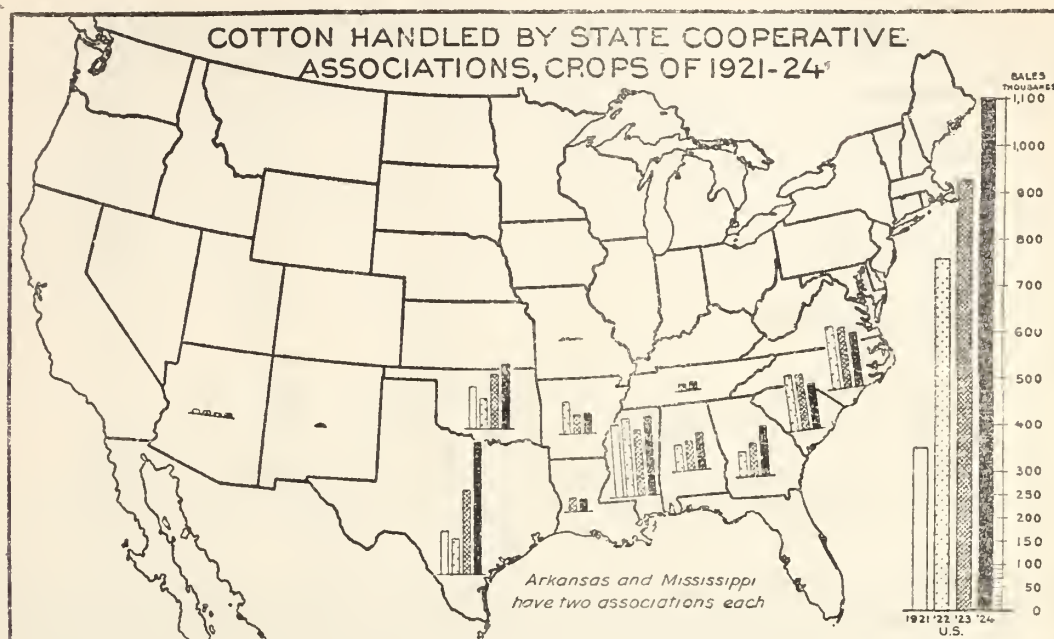 COTTON HANDLED BY STATE COOPERATIVE
ASSOCIATIONS, CROPS OF 1921-24
BALES
THOUSANDS
1,100
1,000
900
800
700
600
500
400
300
250
200
150
100
50
0
1921 '22 '23 '24
U.S.
Arkansas and Mississippi
have two associations each